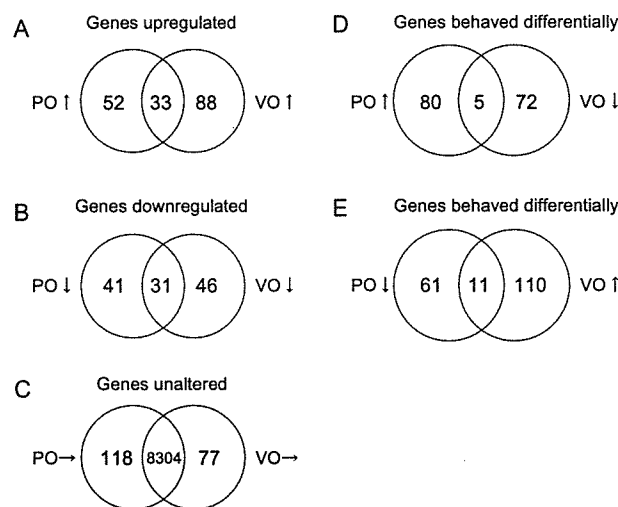 A
Genes upregulated
PO ↑ 52 33 88 VO ↑
B
Genes downregulated
PO ↓ 41 31 46 VO ↓
C
Genes unaltered
PO→ 118 8304 77 VO→
D
Genes behaved differentially
PO ↑ 80 5 72 VO ↓
E
Genes behaved differentially
PO ↓ 61 11 110 VO ↑